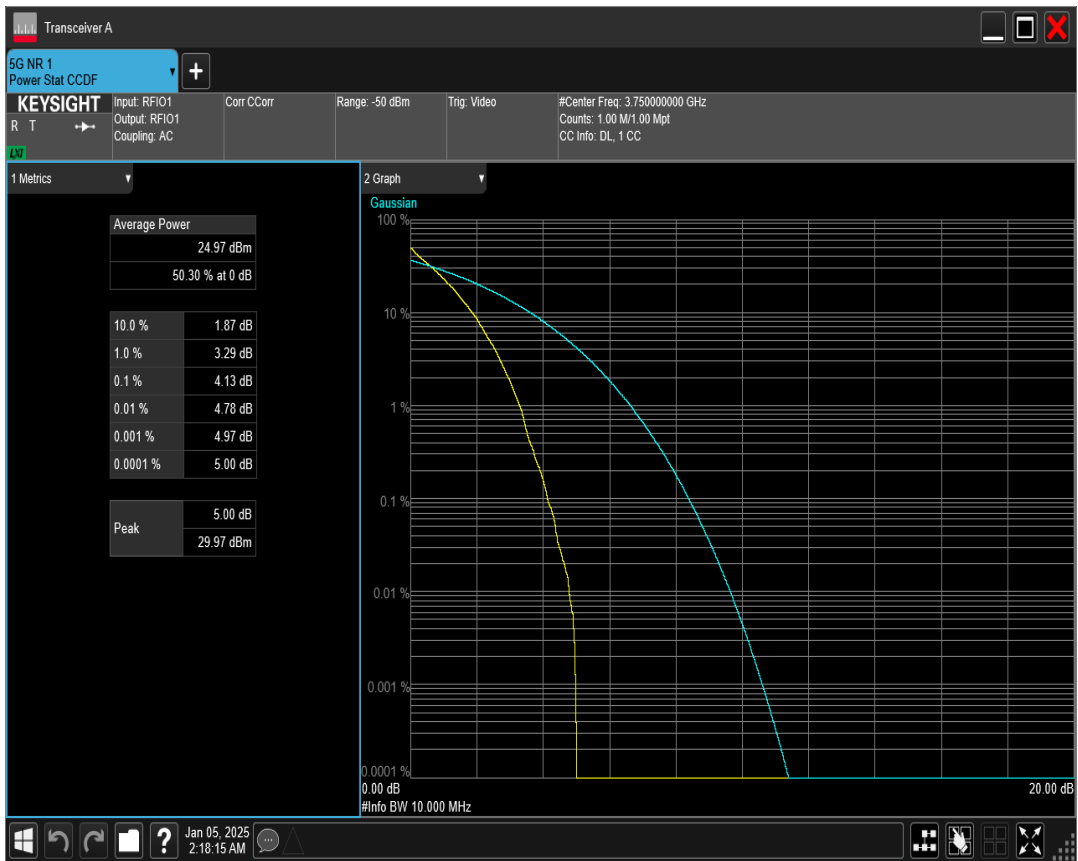 Transceiver A
5G NR 1
Power Stat CCDF
KEYSIGHT
R T
LXI
Input: RFIO1
Output: RFIO1
Coupling: AC
Corr CCorr
Range: -50 dBm
Trig: Video
#Center Freq: 3.750000000 GHz
Counts: 1.00 M/1.00 Mpt
CC Info: DL, 1 CC
1 Metrics
Average Power
24.97 dBm
50.30 % at 0 dB
10.0 % 1.87 dB
1.0 % 3.29 dB
0.1 % 4.13 dB
0.01 % 4.78 dB
0.001 % 4.97 dB
0.0001 % 5.00 dB
Peak
5.00 dB
29.97 dBm
2 Graph
Gaussian
100 %
10 %
1 %
0.1 %
0.01 %
0.001 %
0.0001 %
0.00 dB 20.00 dB
#Info BW 10.000 MHz
?
Jan 05, 2025
2:18:15 AM